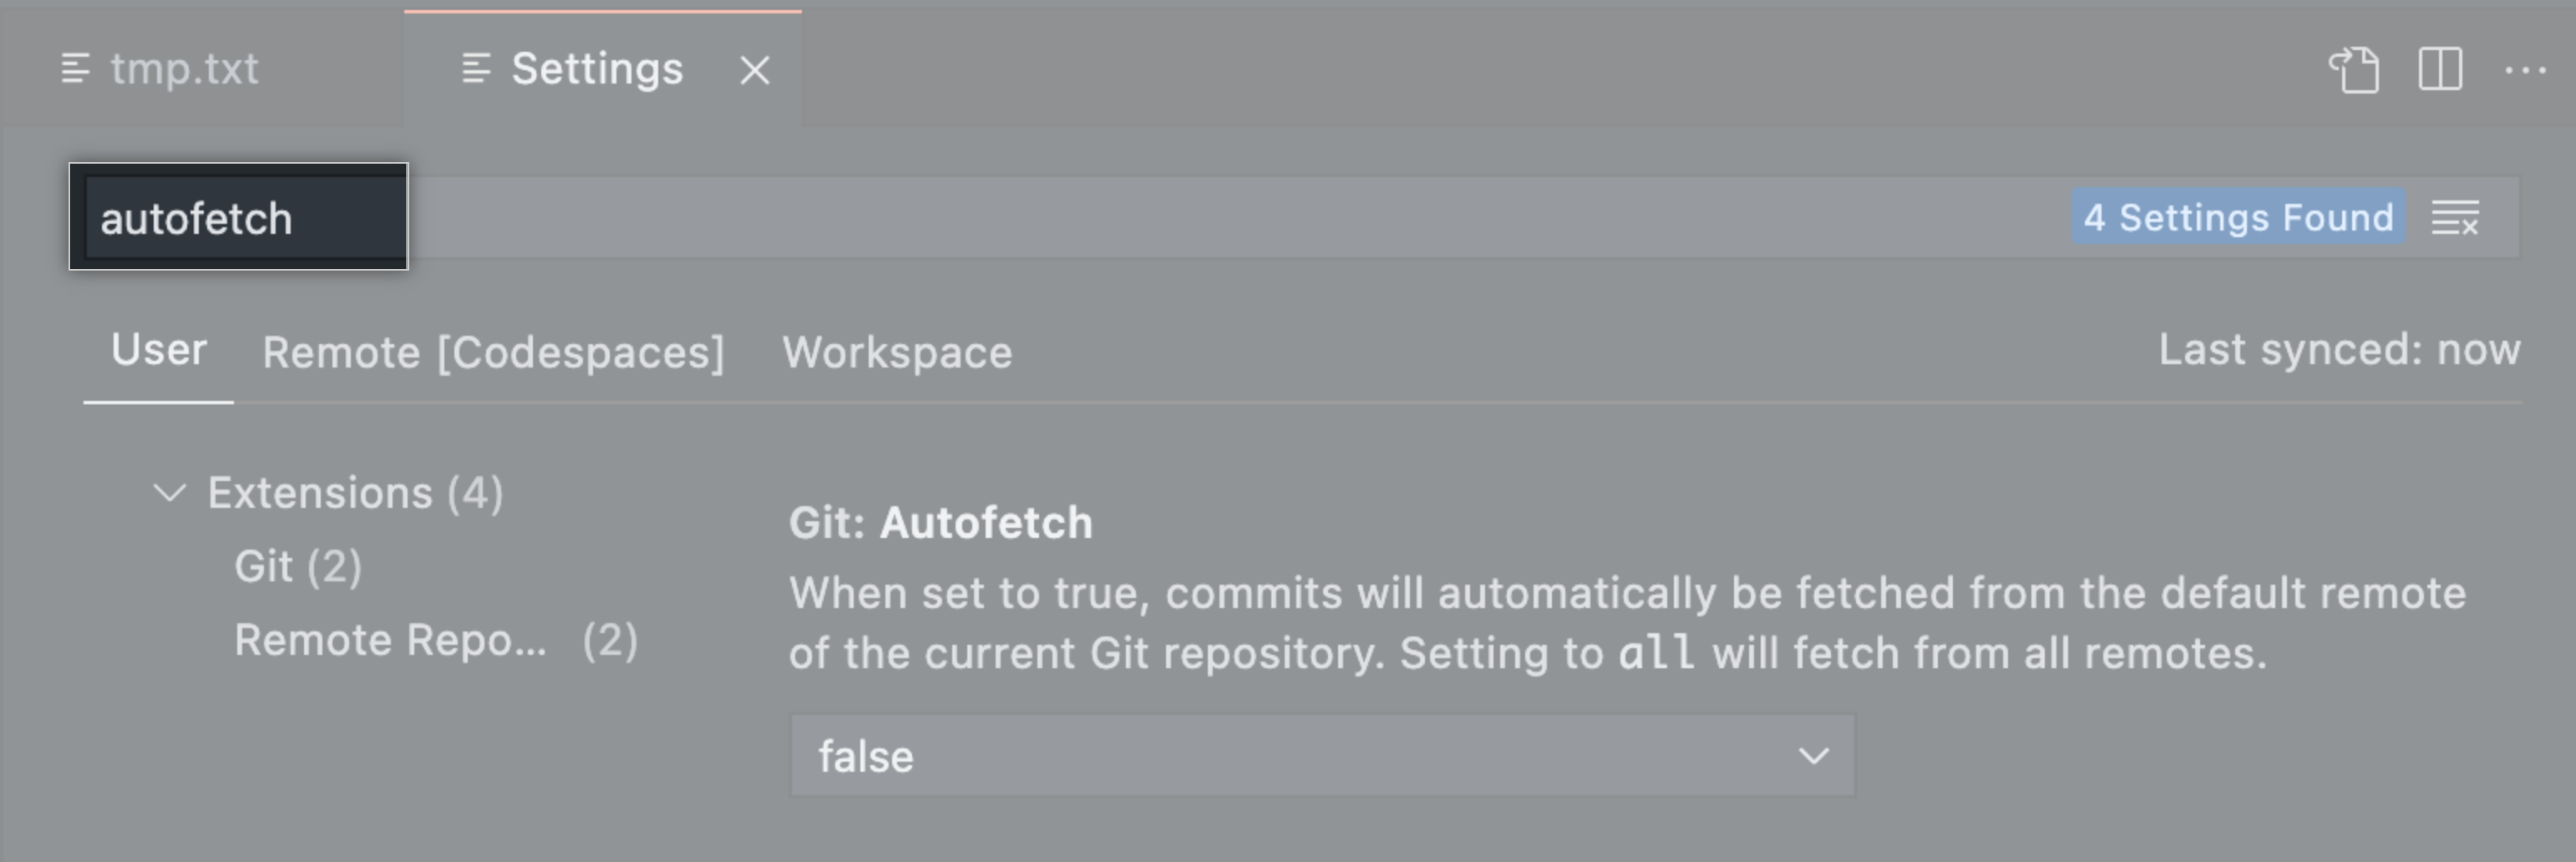 tmp.txt
Settings
autofetch
4 Settings Found
User Remote [Codespaces] Workspace
Last synced: now
Extensions (4)
Git (2)
Remote Repo... (2)
Git: Autofetch
When set to true, commits will automatically be fetched from the default remote
of the current Git repository. Setting to all will fetch from all remotes.
false